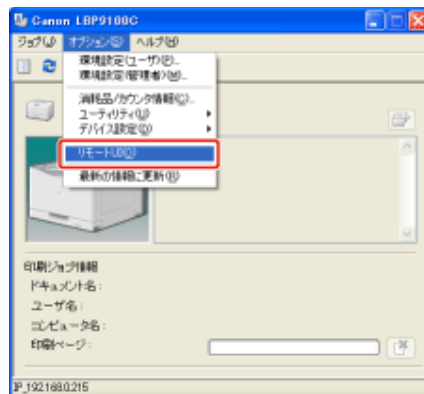 Canon LBP9100C
ジョブ(J) オプション(S) ヘルプ(H)
環境設定(ユーザ)(P)...
環境設定(管理者)(M)...
消耗品/カウンタ情報(C)...
ユーティリティ(U)
デバイス設定(D)
リモートUI(Q)
最新の情報に更新(R)
印刷ジョブ情報
ドキュメント名:
ユーザ名:
コンピュータ名:
印刷ページ:
IP_192.168.0.215